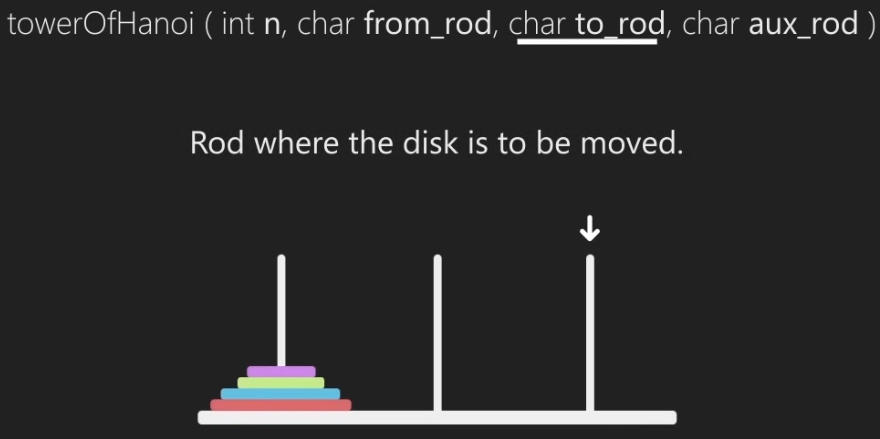 towerOfHanoi ( int n, char from_rod, char to_rod, char aux_rod )
Rod where the disk is to be moved.